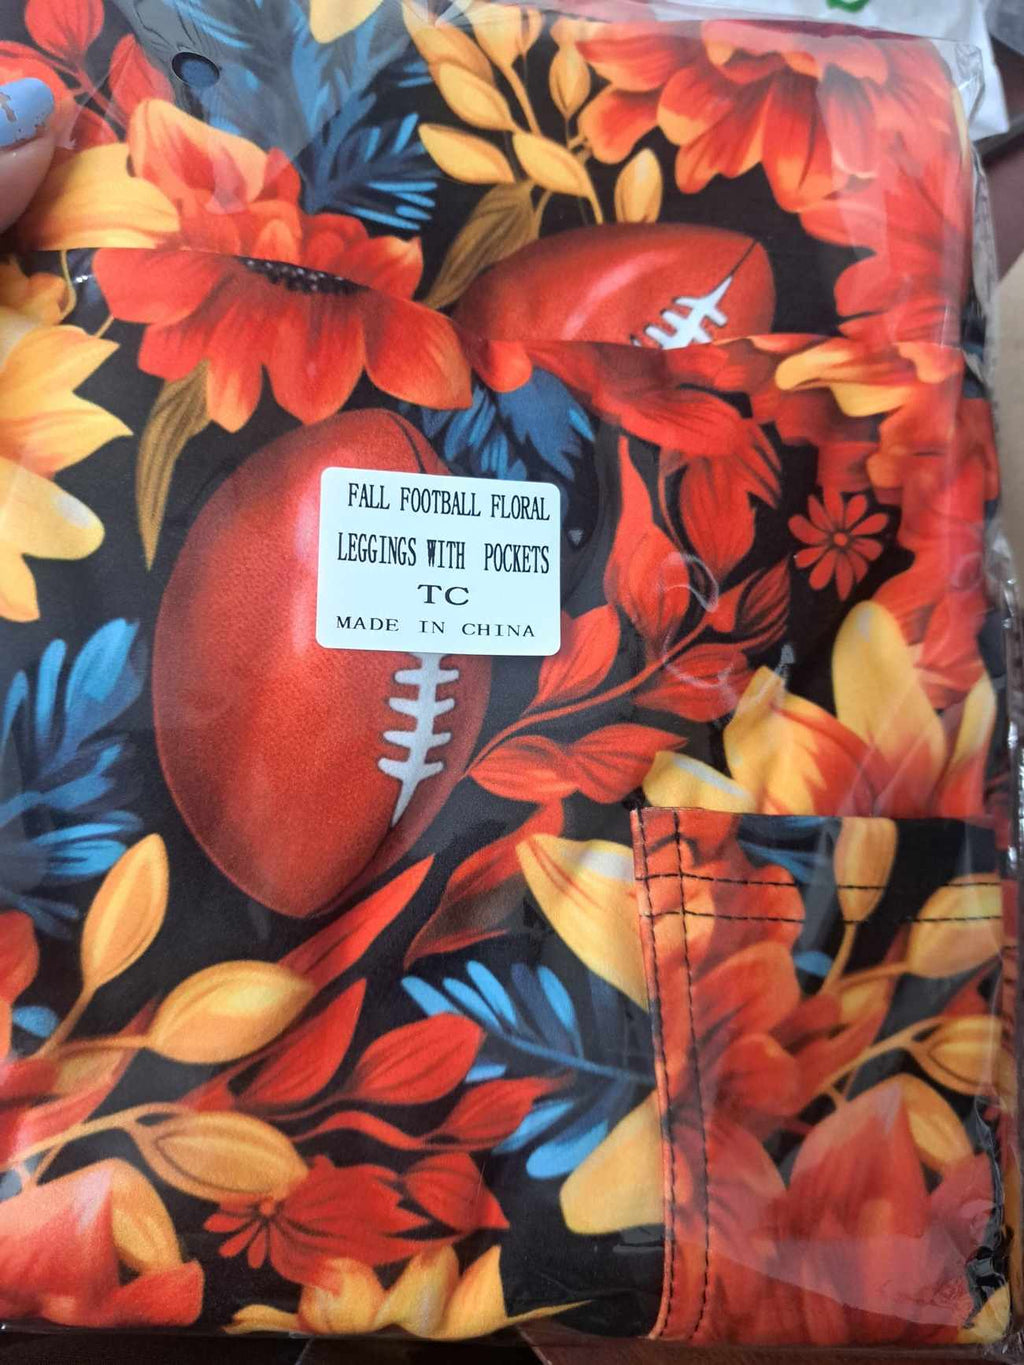 FALL FOOTBALL FLORAL
LEGGINGS WITH POCKETS
TC
MADE IN CHINA